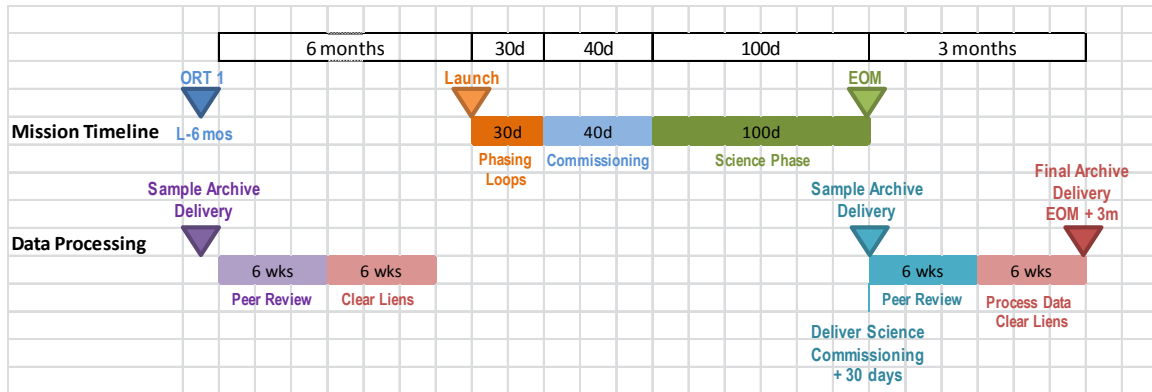 6 months 30d 40d 100d 3 months
ORT 1
Launch
EOM
Mission Timeline
L-6 mos
30d 40d 100d
Phasing
Loops
Commissioning
Science Phase
Sample Archive
Delivery
Sample Archive
Delivery
Final Archive
Delivery
EOM + 3m
Data Processing
6 wks 6 wks
Peer Review
Clear Liens
6 wks 6 wks
Peer Review
Process Data
Clear Liens
Deliver Science
Commissioning
+ 30 days